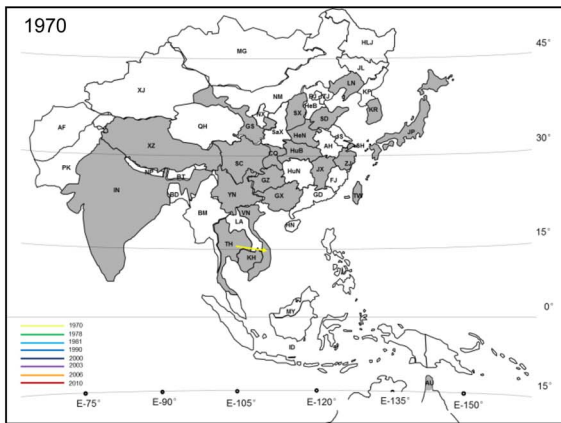 1970
HLJ
45°
MG
JL
XJ
LN
NM
KP
BJ
TJ
HeB
NX
SX
KR
AF
QH
GS
SD
J
SaX
HeN
JP
JS
30°
XZ
AH
SH
PK
HuB
CQ
SC
ZJ
NP
BT
HuN
JX
GZ
FJ
IN
YN
GX
GD
TW
BD
BM
VN
LA
HN
15°
TH
KH
MY
0°
ID
1970
1978
1981
1990
2000
2003
2006
2010
AU
15°
E-75°
E-90°
E-105°
E-120°
E-135°
E-150°